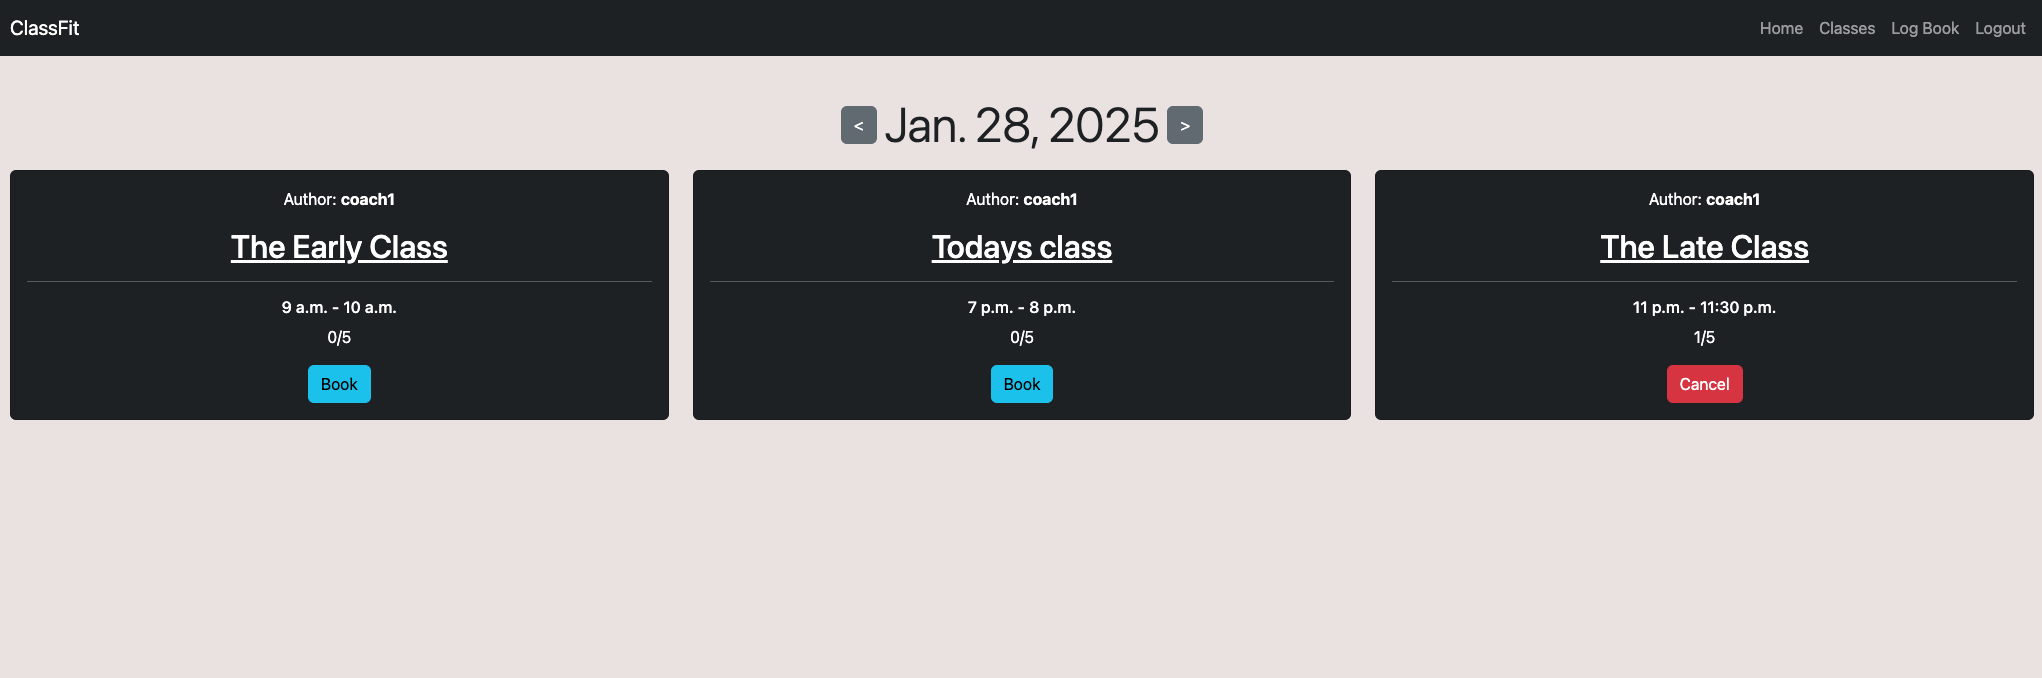 ClassFit
Home Classes Log Book Logout
< Jan. 28, 2025 >
Author: coach1
The Early Class
9 a.m. - 10 a.m.
0/5
Book
Author: coach1
Todays class
7 p.m. - 8 p.m.
0/5
Book
Author: coach1
The Late Class
11 p.m. - 11:30 p.m.
1/5
Cancel